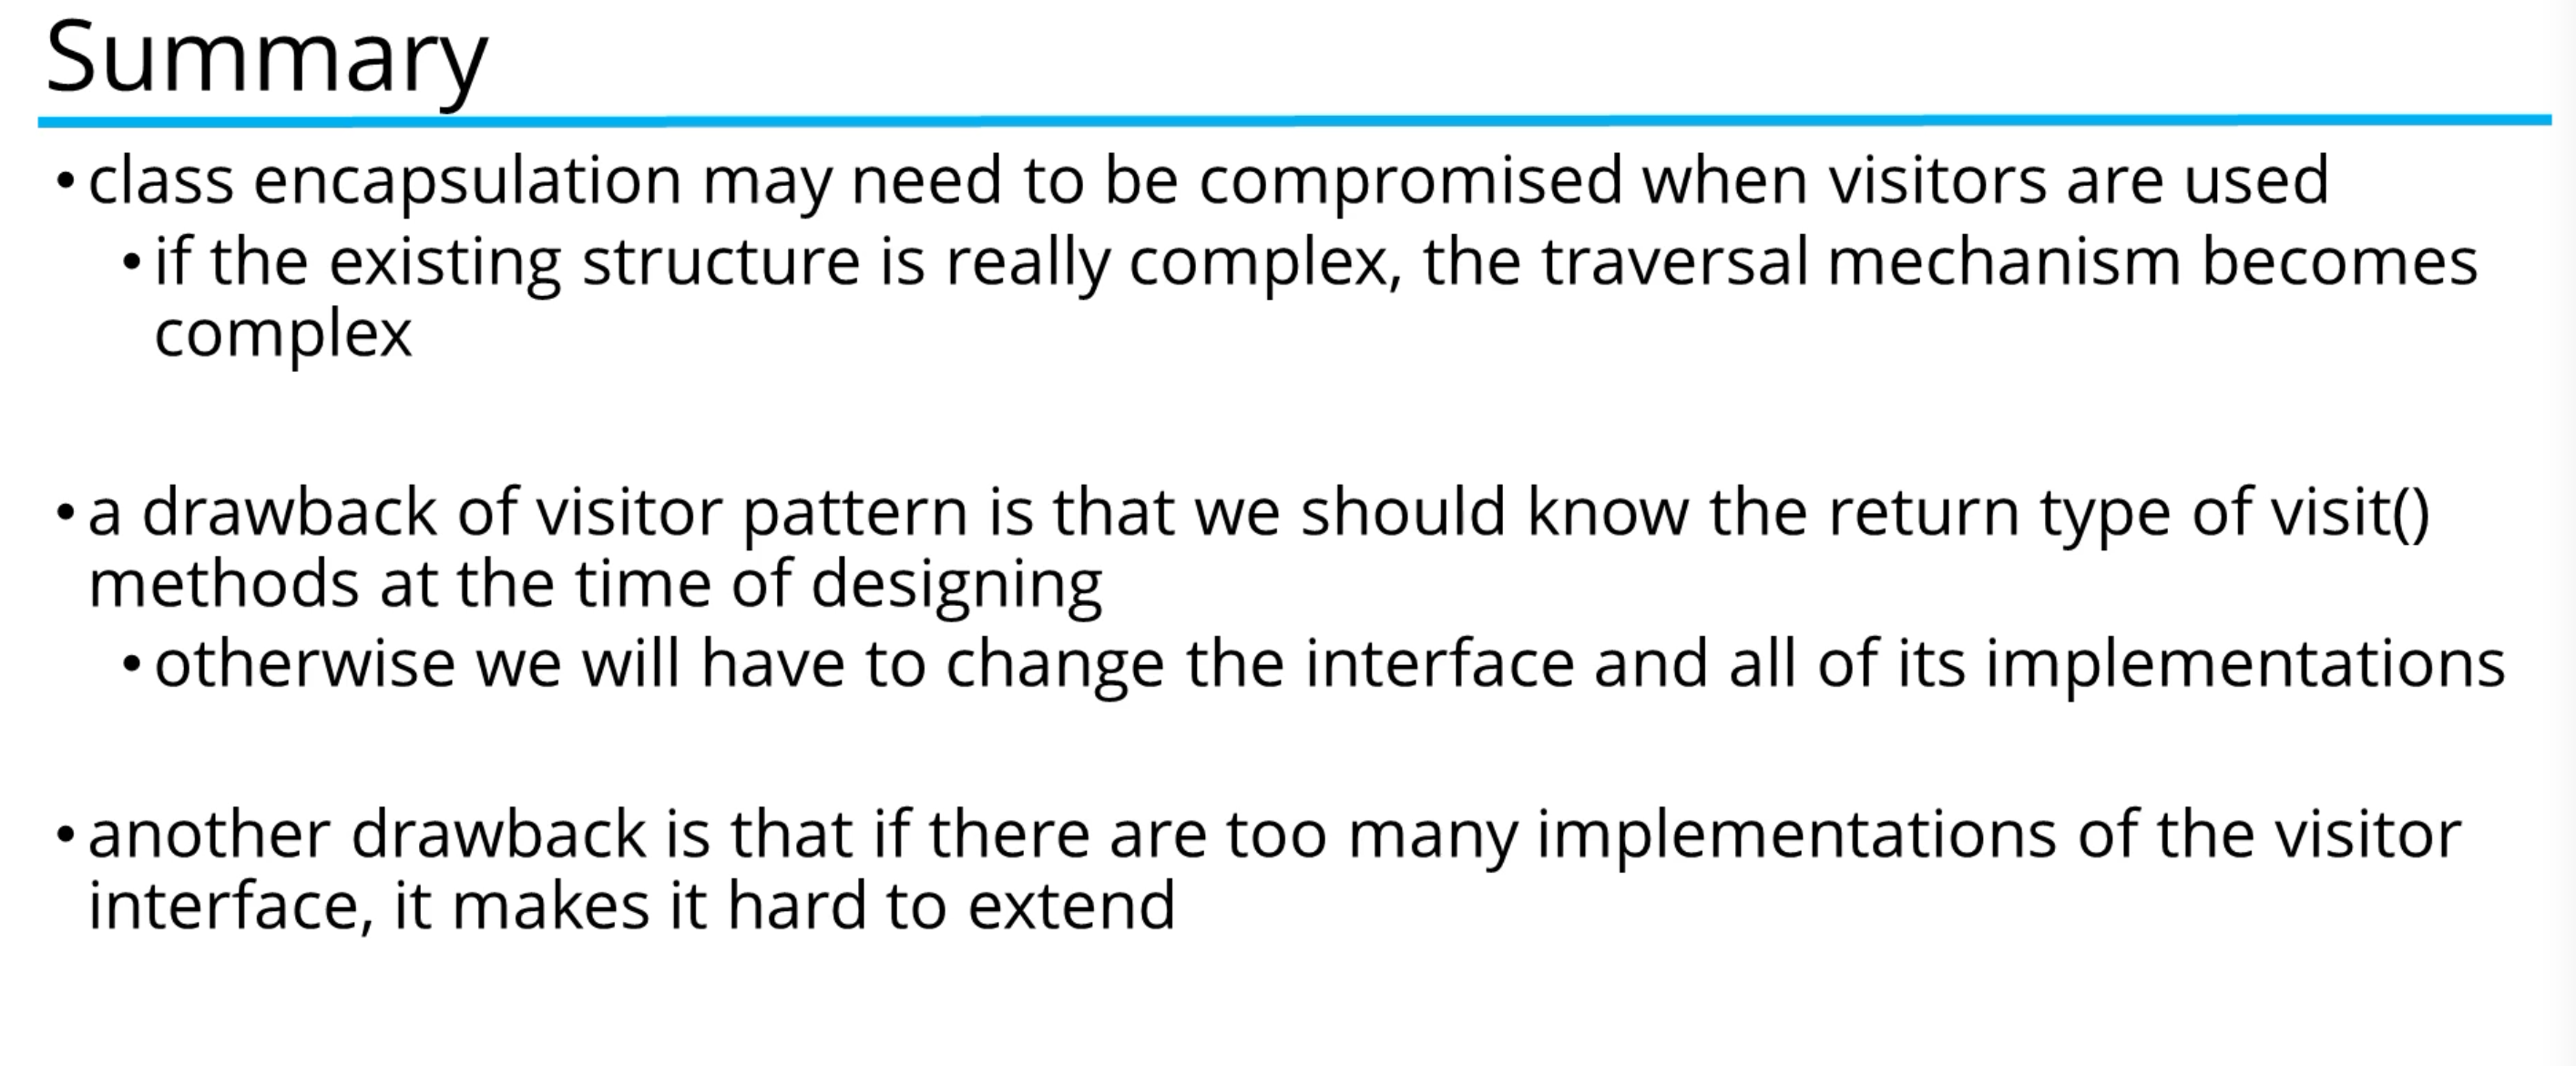 Summary
• class encapsulation may need to be compromised when visitors are used
• if the existing structure is really complex, the traversal mechanism becomes
complex
• a drawback of visitor pattern is that we should know the return type of visit()
methods at the time of designing
• otherwise we will have to change the interface and all of its implementations
• another drawback is that if there are too many implementations of the visitor
interface, it makes it hard to extend